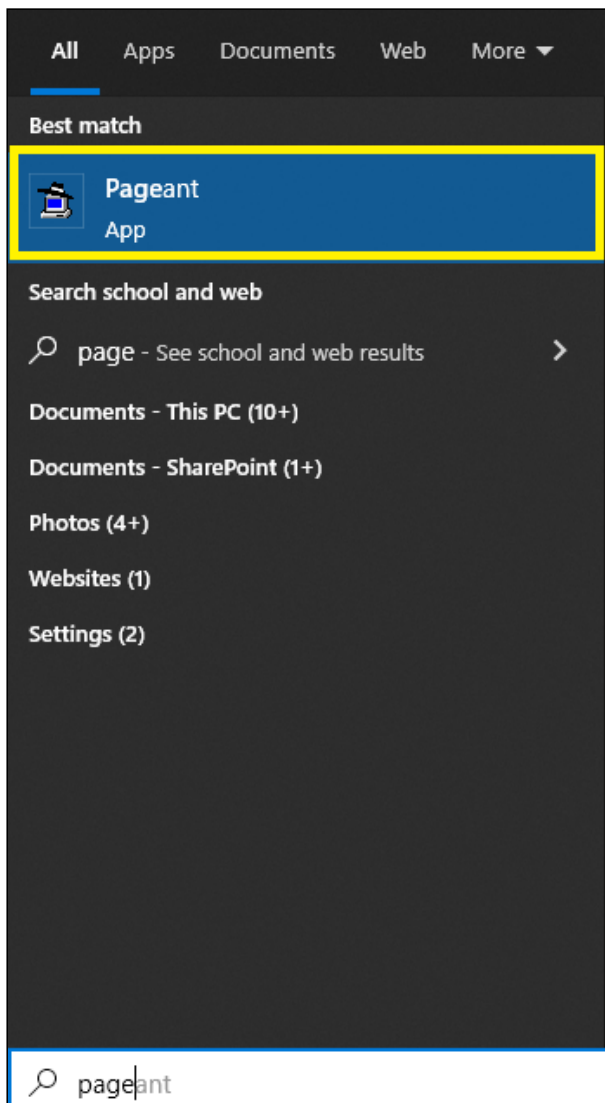 All Apps Documents Web More
Best match
Pageant
App
Search school and web
page - See school and web results
Documents - This PC (10+)
Documents - SharePoint (1+)
Photos (4+)
Websites (1)
Settings (2)
pageant